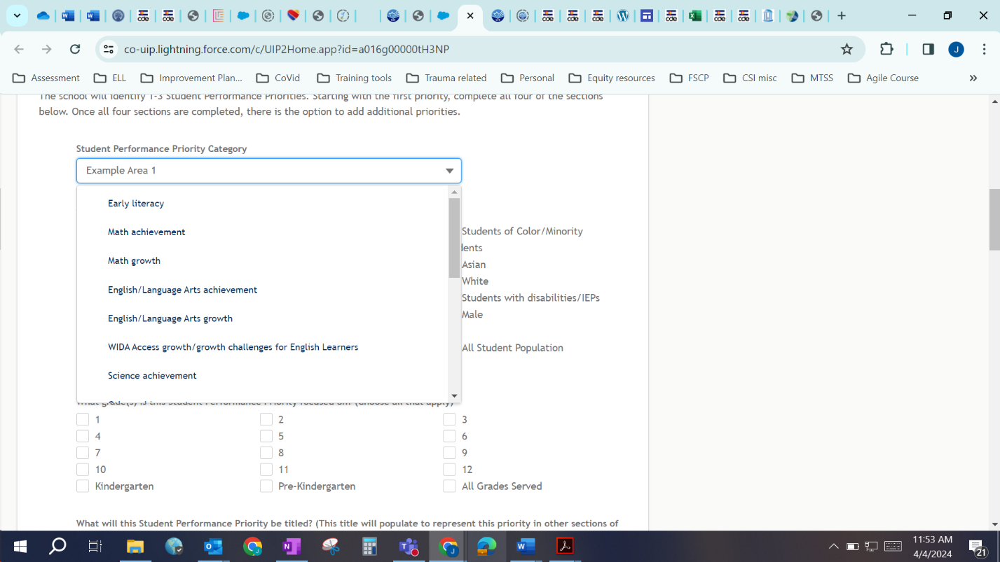 co-uip.lightning.force.com/c/UIP2Home.app?id=a016g00000tH3NP
J
Assessment ELL Improvement Plan... CoVid Training tools Trauma related Personal Equity resources FSCP CSI misc MTSS Agile Course »
The school will identify 1-3 Student Performance Priorities. Starting with the first priority, complete all four of the sections
below. Once all four sections are completed, there is the option to add additional priorities.
Student Performance Priority Category
Example Area 1
Early literacy
Math achievement
Math growth
English/Language Arts achievement
English/Language Arts growth
WIDA Access growth/growth challenges for English Learners
Science achievement
Students of Color/Minority
dents
Asian
White
Students with disabilities/IEPs
Male
All Student Population
What grade(s) is this Student Performance Priority focused on? (Choose all that apply)
1 2 3
4 5 6
7 8 9
10 11 12
Kindergarten Pre-Kindergarten All Grades Served
What will this Student Performance Priority be titled? (This title will populate to represent this priority in other sections of
11:53 AM
4/4/2024
21